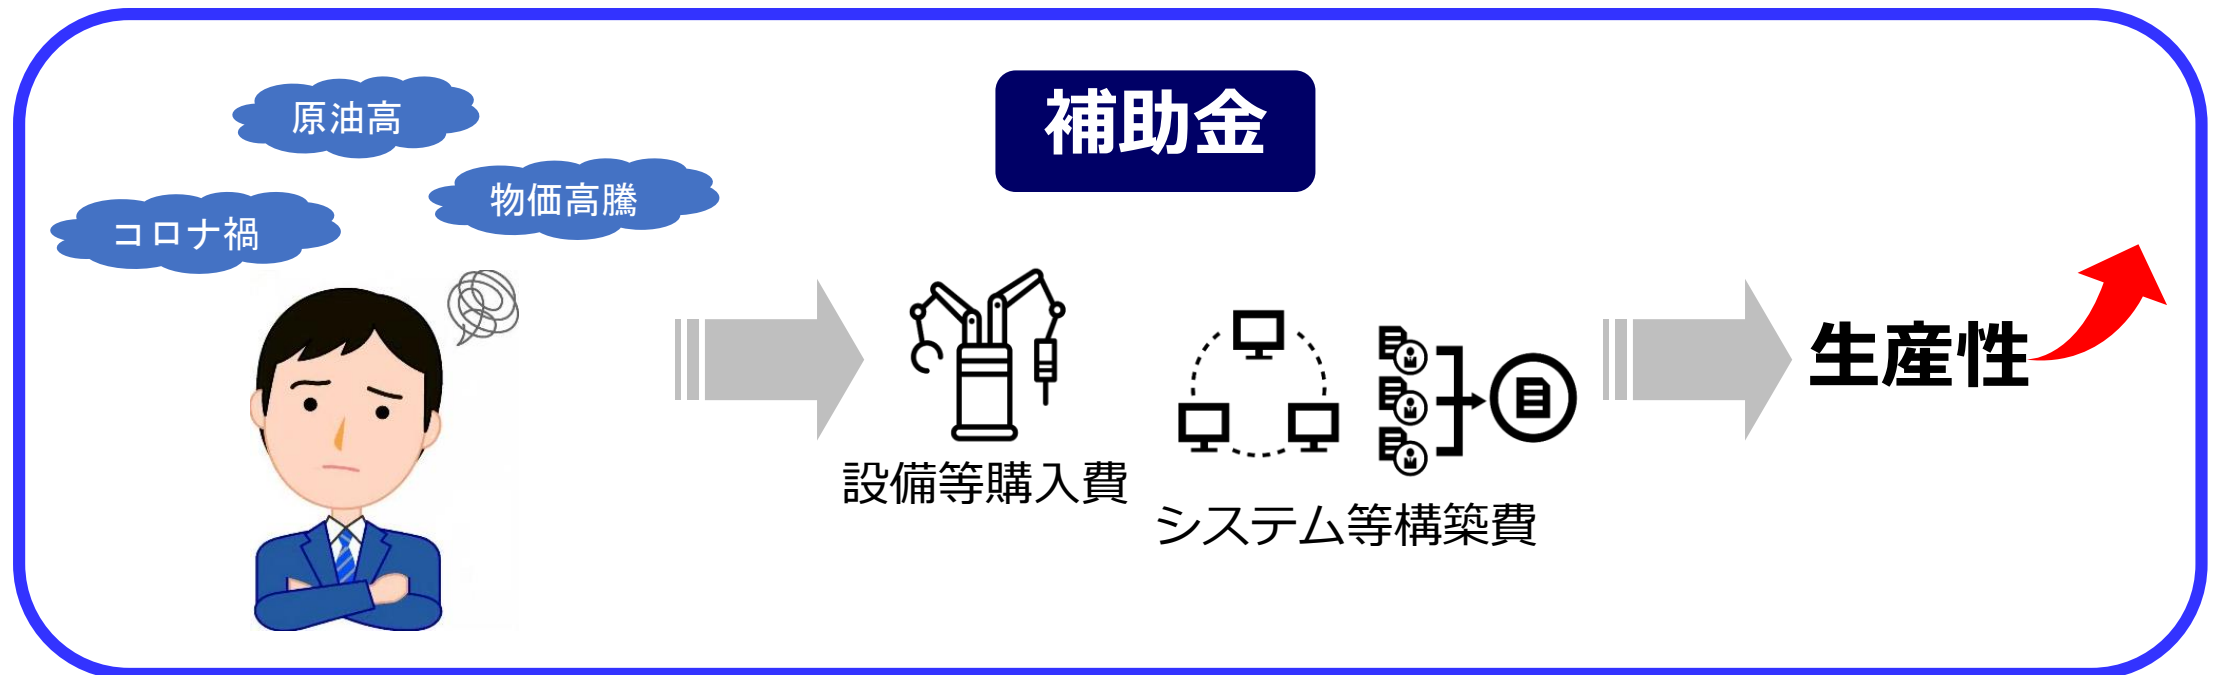 原油高
物価高騰
コロナ禍
補助金
設備等購入費
システム等構築費
生産性